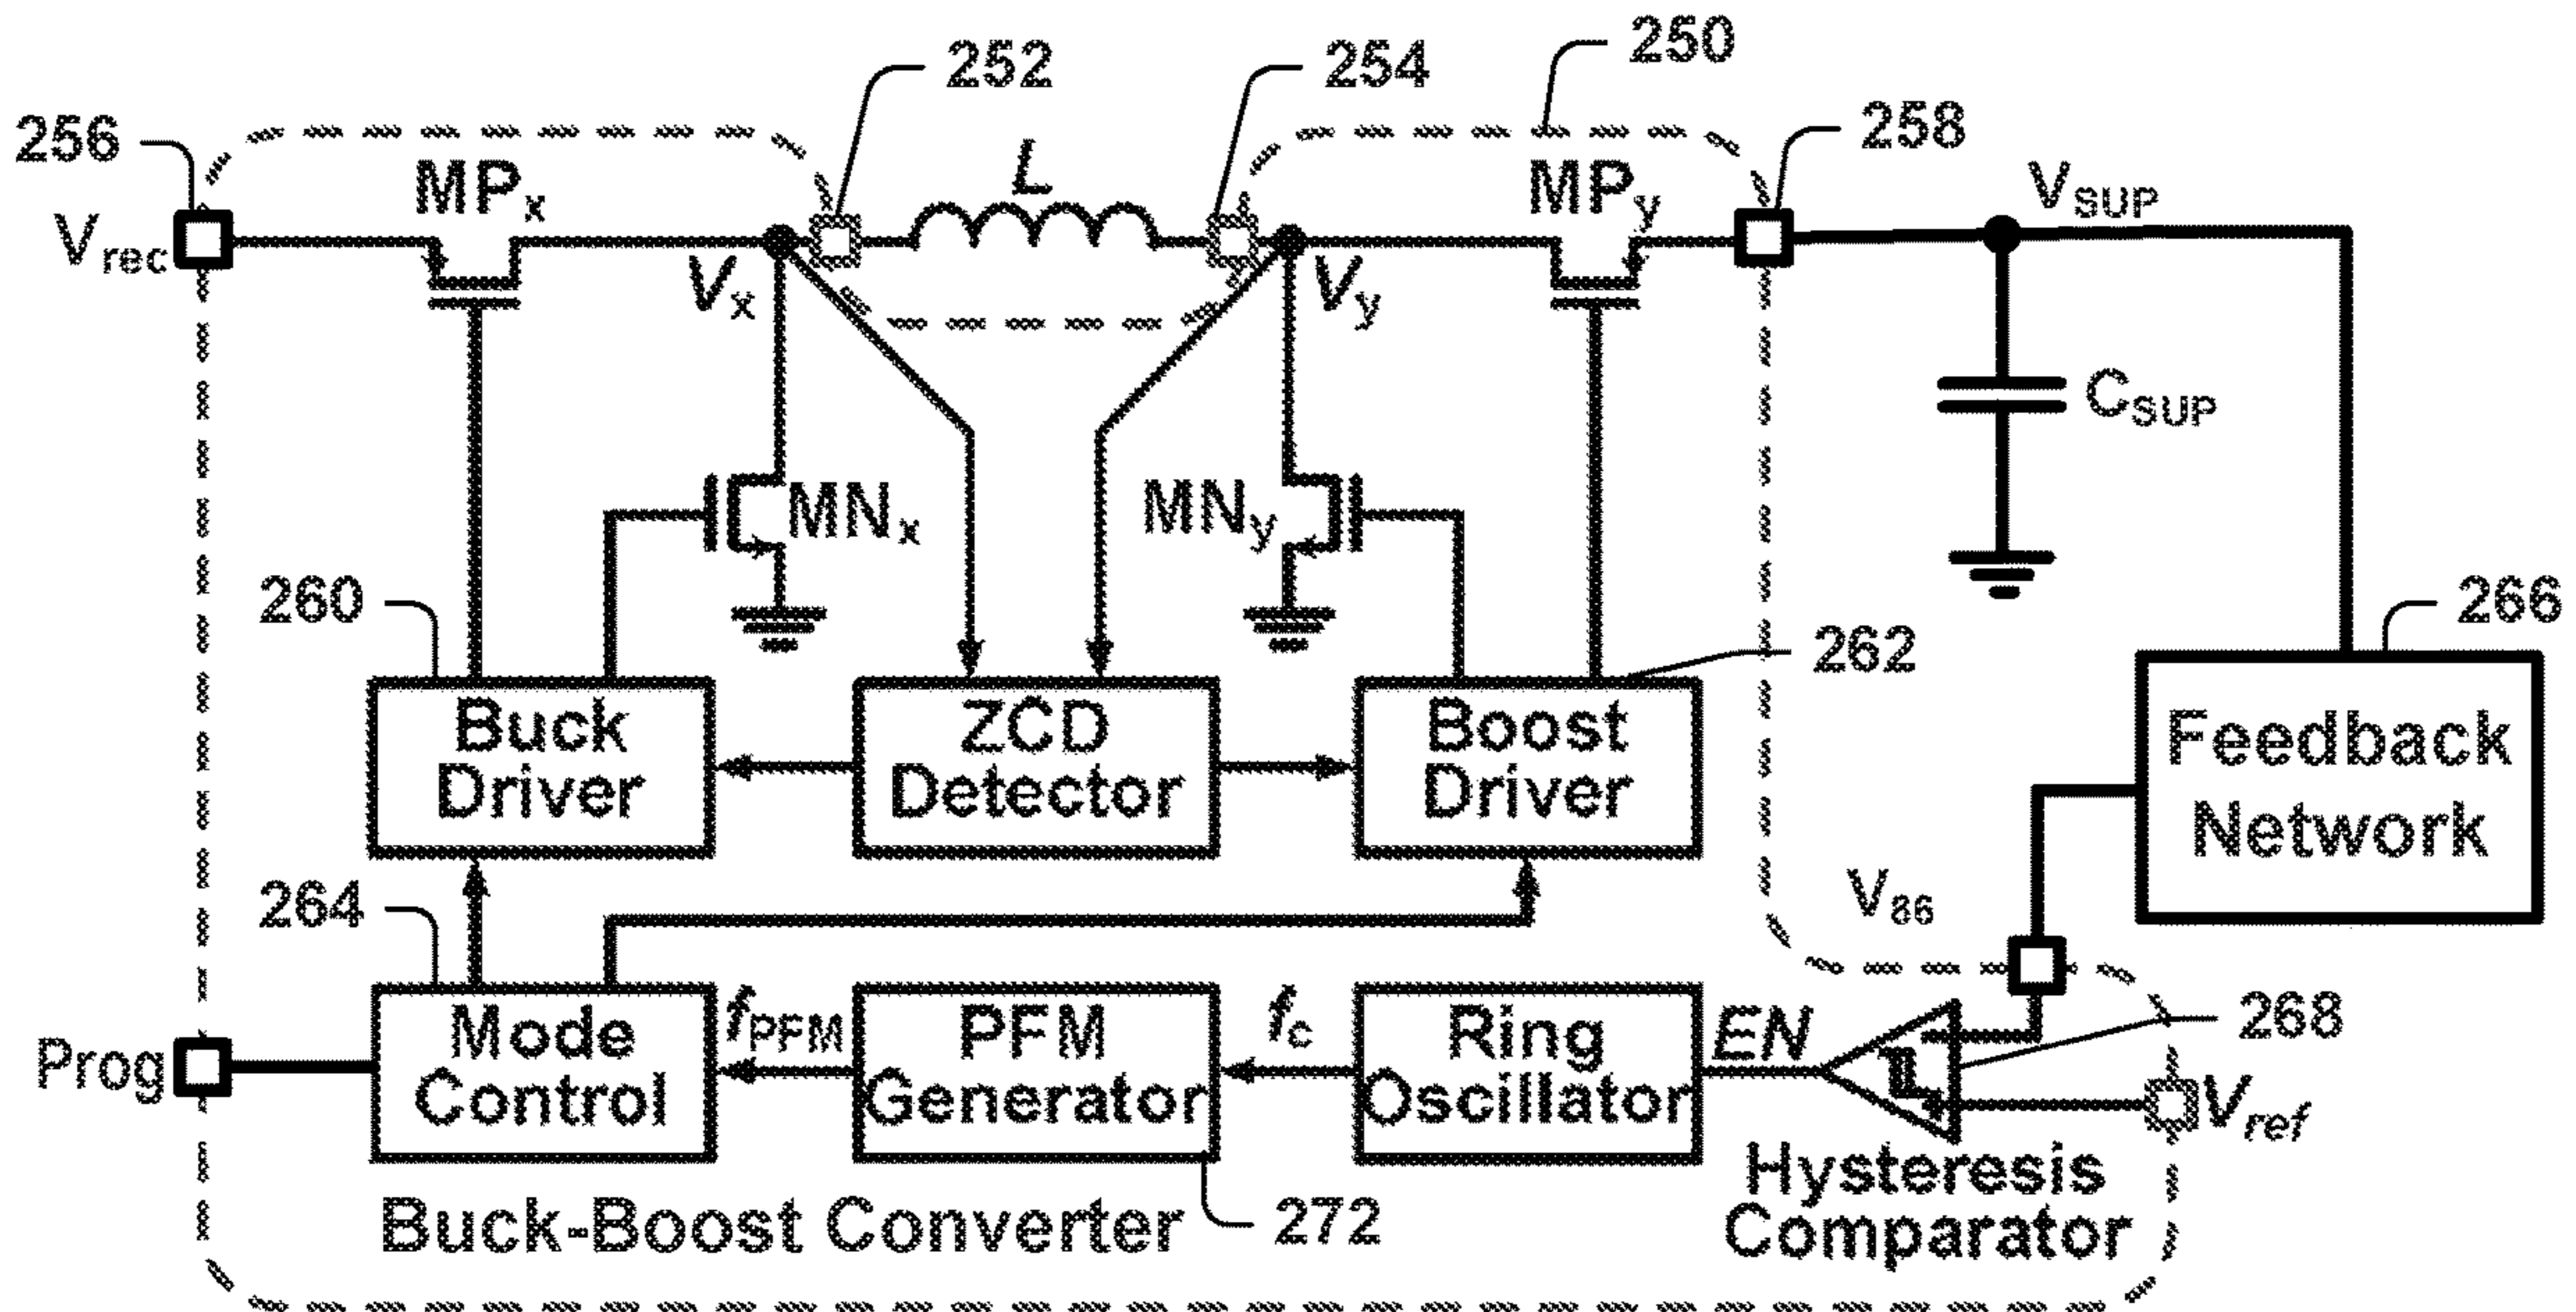 252
254
250
256
258
MPx
L
MPy
VSUP
Vrec
Vx
Vy
CSUP
MNx
MNy
260
262
266
Buck
Driver
ZCD
Detector
Boost
Driver
Feedback
Network
264
V86
Mode
Control
fPFM
PFM
Generator
fc
Ring
Oscillator
EN
268
Prog
Vref
Hysteresis
Comparator
Buck-Boost Converter
272